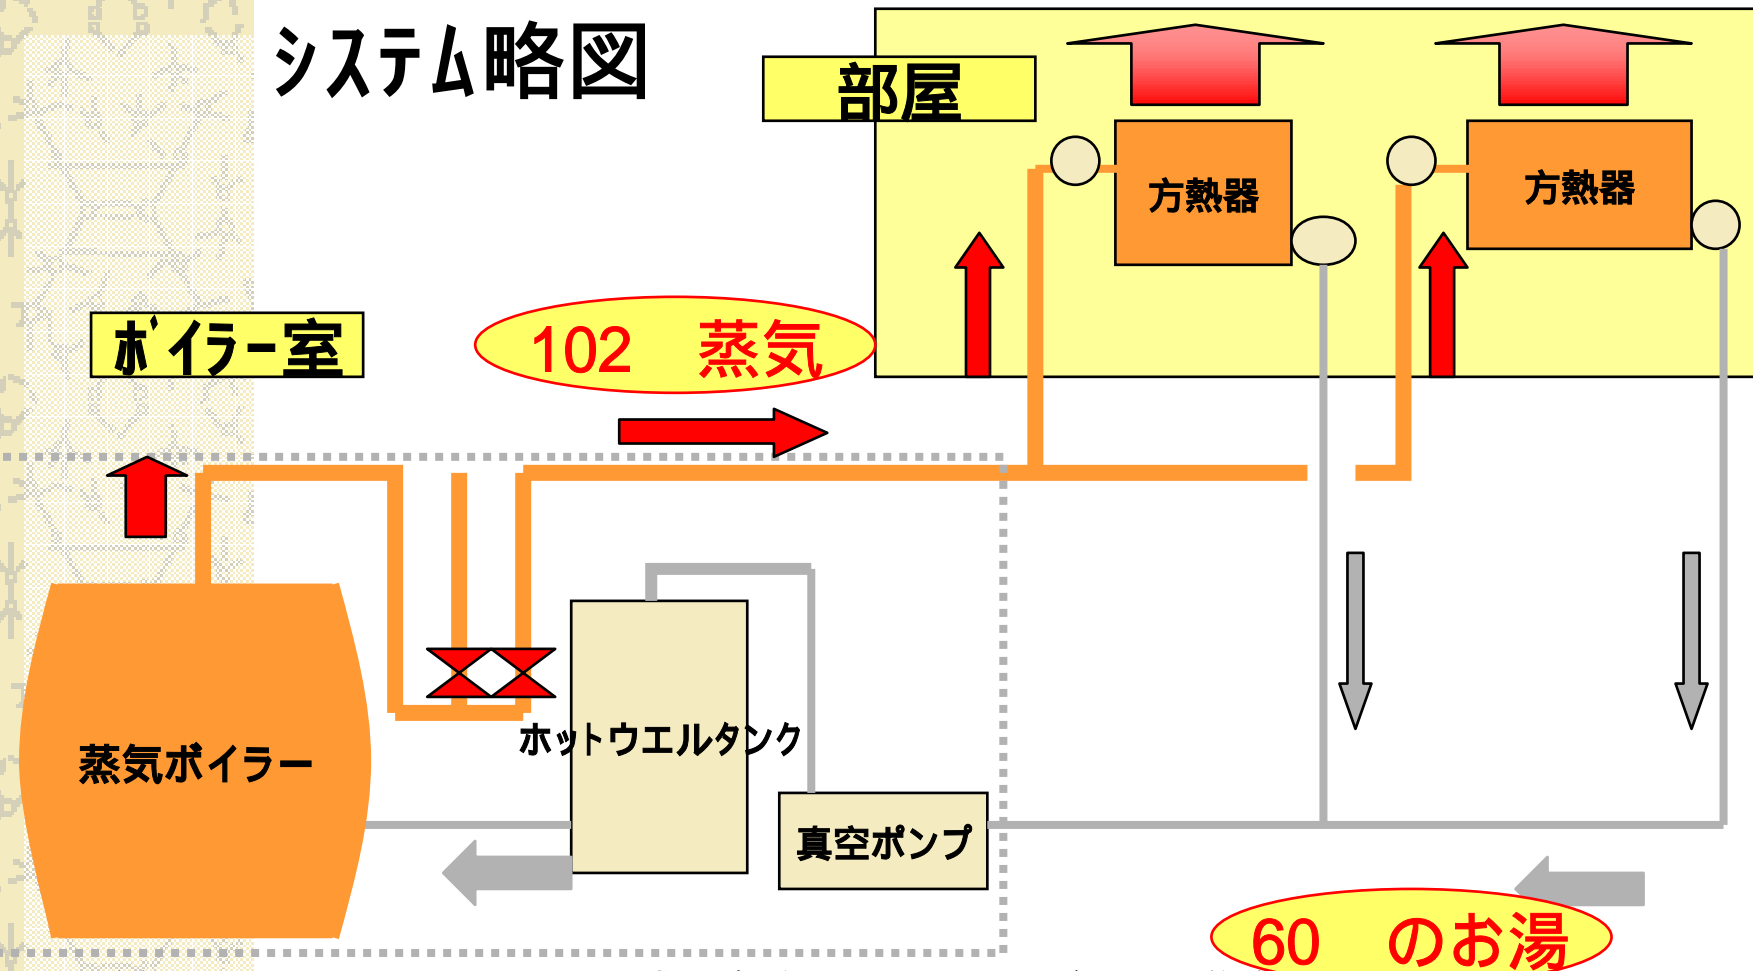 システム略図
部屋
方熱器
方熱器
ボイラー室
102　蒸気
ホットウエルタンク
蒸気ボイラー
真空ポンプ
60　のお湯